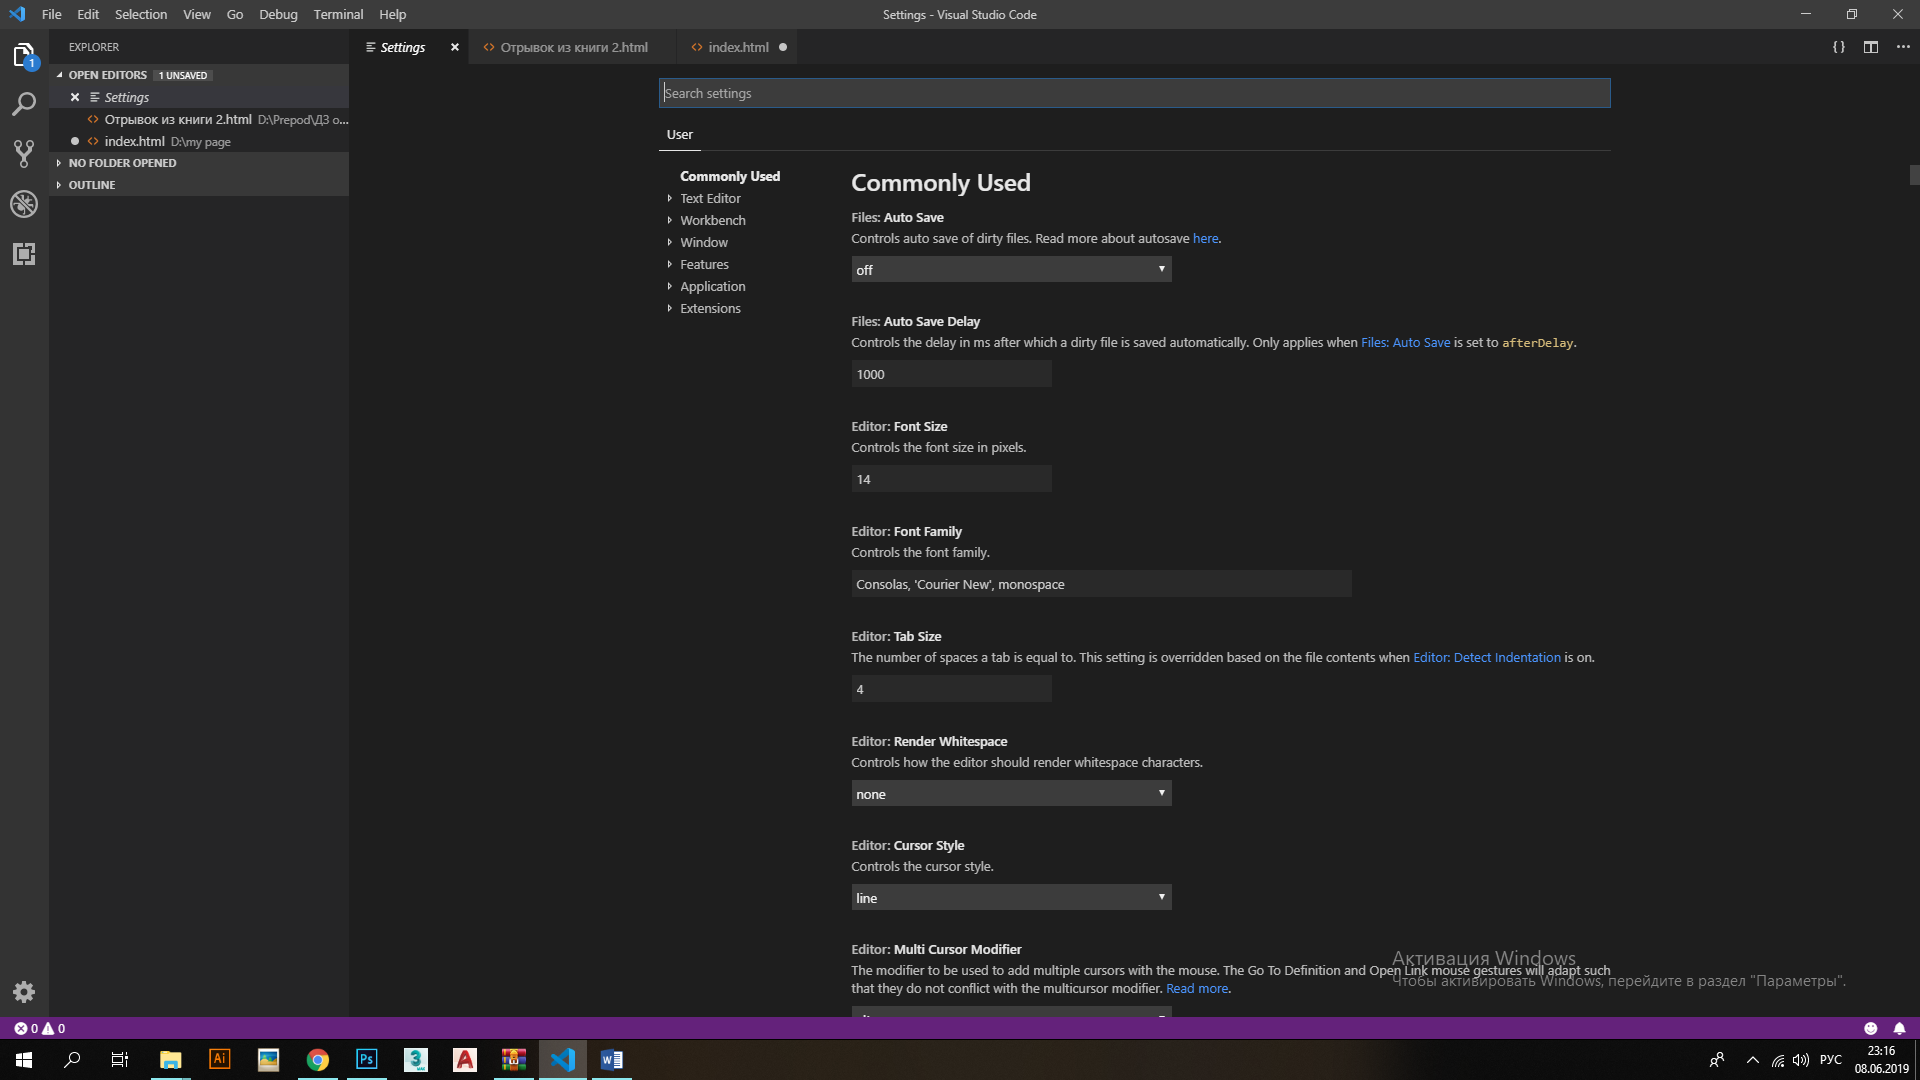 File Edit Selection View Go Debug Terminal Help
Settings - Visual Studio Code
EXPLORER
OPEN EDITORS 1 UNSAVED
Settings
Отрывок из книги 2.html D:\Prepod\ДЗ о...
index.html D:\my page
NO FOLDER OPENED
OUTLINE
1
Settings
Отрывок из книги 2.html
index.html
{ }
Search settings
User
Commonly Used
Text Editor
Workbench
Window
Features
Application
Extensions
Commonly Used
Files: Auto Save
Controls auto save of dirty files. Read more about autosave here.
off
Files: Auto Save Delay
Controls the delay in ms after which a dirty file is saved automatically. Only applies when Files: Auto Save is set to afterDelay.
1000
Editor: Font Size
Controls the font size in pixels.
14
Editor: Font Family
Controls the font family.
Consolas, 'Courier New', monospace
Editor: Tab Size
The number of spaces a tab is equal to. This setting is overridden based on the file contents when Editor: Detect Indentation is on.
4
Editor: Render Whitespace
Controls how the editor should render whitespace characters.
none
Editor: Cursor Style
Controls the cursor style.
line
Editor: Multi Cursor Modifier
The modifier to be used to add multiple cursors with the mouse. The Go To Definition and Open Link mouse gestures will adapt such
that they do not conflict with the multicursor modifier. Read more.
Активация Windows
Чтобы активировать Windows, перейдите в раздел "Параметры".
0 0
Ai
Ps
3
A
W
РУС
23:16
08.06.2019